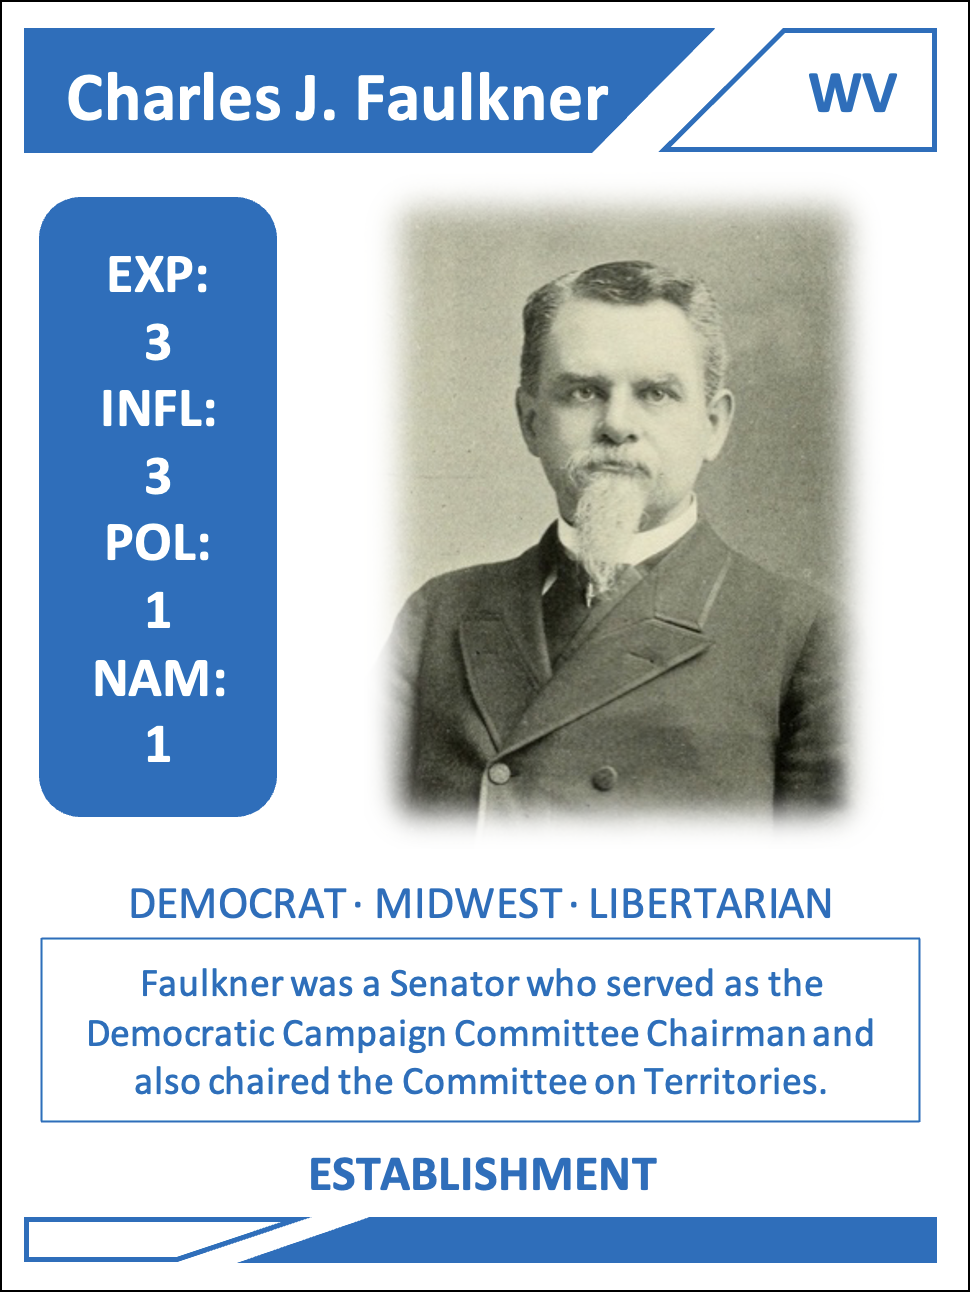 Charles J. Faulkner
WV
EXP:
3
INFL:
3
POL:
1
NAM:
1
DEMOCRAT · MIDWEST · LIBERTARIAN
Faulkner was a Senator who served as the
Democratic Campaign Committee Chairman and
also chaired the Committee on Territories.
ESTABLISHMENT